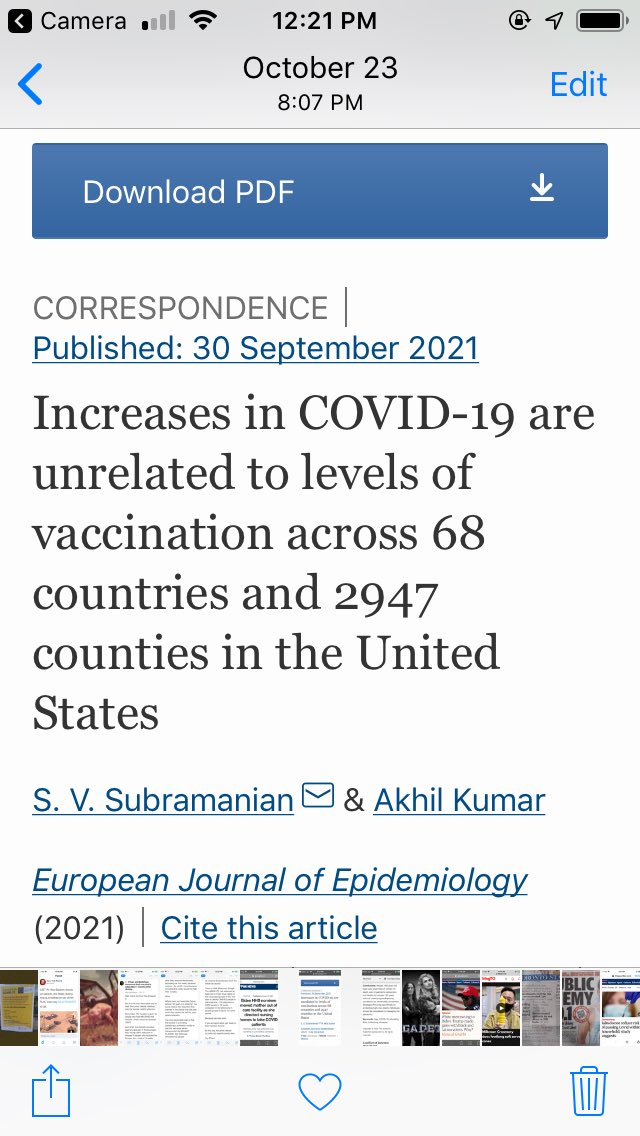 Camera 12:21 PM
October 23
8:07 PM
Edit
Download PDF
CORRESPONDENCE
Published: 30 September 2021
Increases in COVID-19 are
unrelated to levels of
vaccination across 68
countries and 2947
counties in the United
States
S. V. Subramanian & Akhil Kumar
European Journal of Epidemiology
(2021) | Cite this article